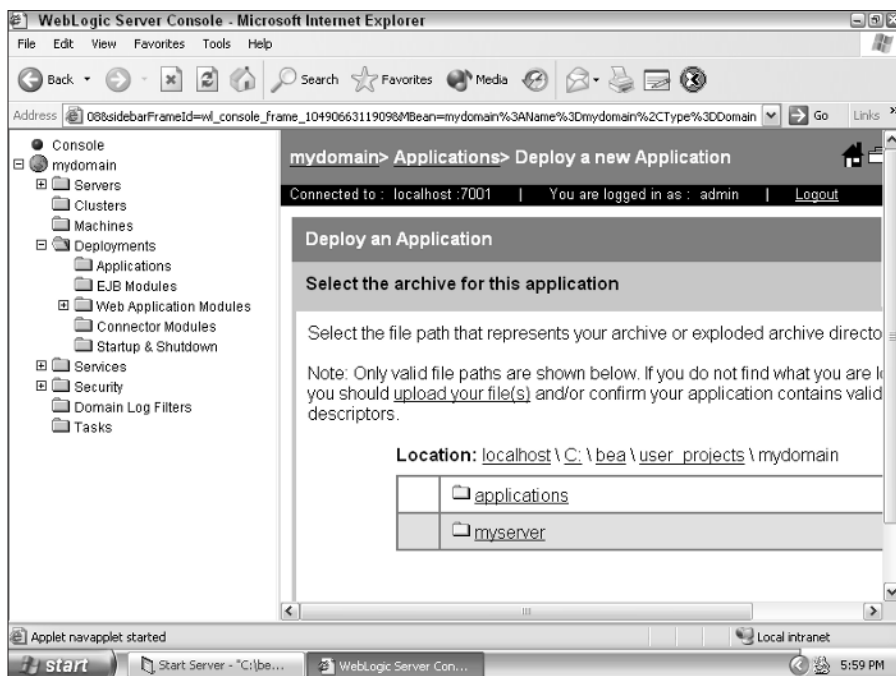 WebLogic Server Console - Microsoft Internet Explorer
File Edit View Favorites Tools Help
Back Search Favorites Media
Address 08&sidebarFrameId=wl_console_frame_1049066311909&MBean=mydomain%3AName%3Dmydomain%2CType%3DDomain Go Links »
Console
mydomain
Servers
Clusters
Machines
Deployments
Applications
EJB Modules
Web Application Modules
Connector Modules
Startup & Shutdown
Services
Security
Domain Log Filters
Tasks
mydomain> Applications> Deploy a new Application
Connected to : localhost :7001 | You are logged in as : admin | Logout
Deploy an Application
Select the archive for this application
Select the file path that represents your archive or exploded archive directo
Note: Only valid file paths are shown below. If you do not find what you are l
you should upload your file(s) and/or confirm your application contains valid
descriptors.
Location: localhost \ C: \ bea \ user_projects \ mydomain
applications
myserver
Applet navapplet started
Local intranet
start
Start Server - "C:\be...
WebLogic Server Con...
5:59 PM